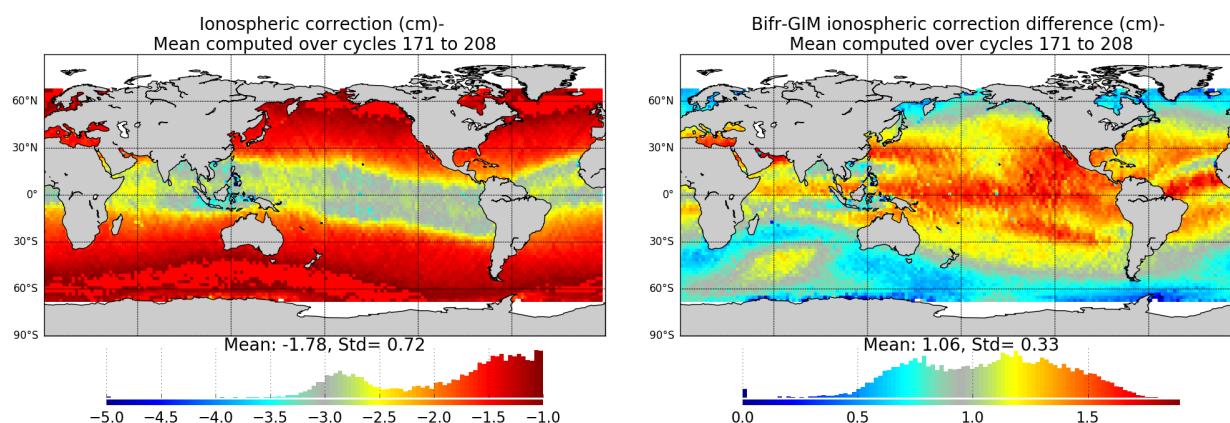 Ionospheric correction (cm)-
Mean computed over cycles 171 to 208
60°N
30°N
0°
30°S
60°S
90°S
Mean: -1.78, Std= 0.72
−5.0 −4.5 −4.0 −3.5 −3.0 −2.5 −2.0 −1.5 −1.0
Bifr-GIM ionospheric correction difference (cm)-
Mean computed over cycles 171 to 208
60°N
30°N
0°
30°S
60°S
90°S
Mean: 1.06, Std= 0.33
0.0 0.5 1.0 1.5